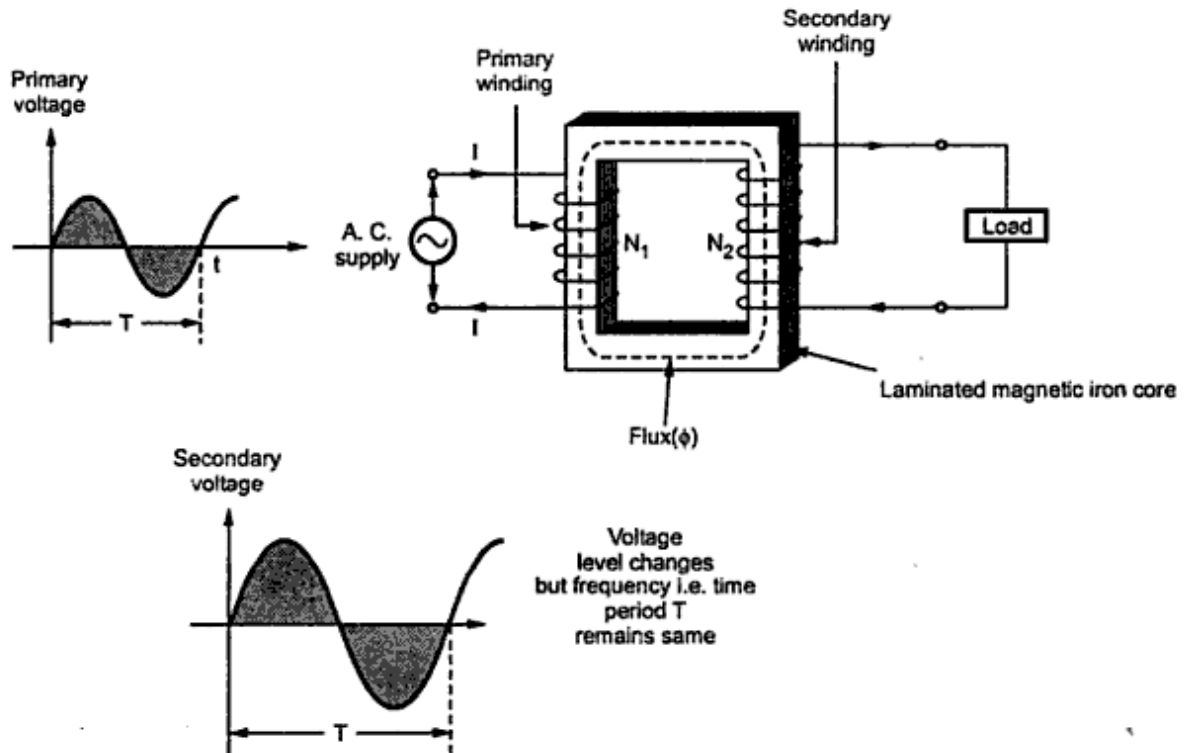 Primary
voltage
t
T
Primary
winding
Secondary
winding
I
A. C.
supply
I
N1
N2
Load
Laminated magnetic iron core
Flux(ϕ)
Secondary
voltage
T
Voltage
level changes
but frequency i.e. time
period T
remains same